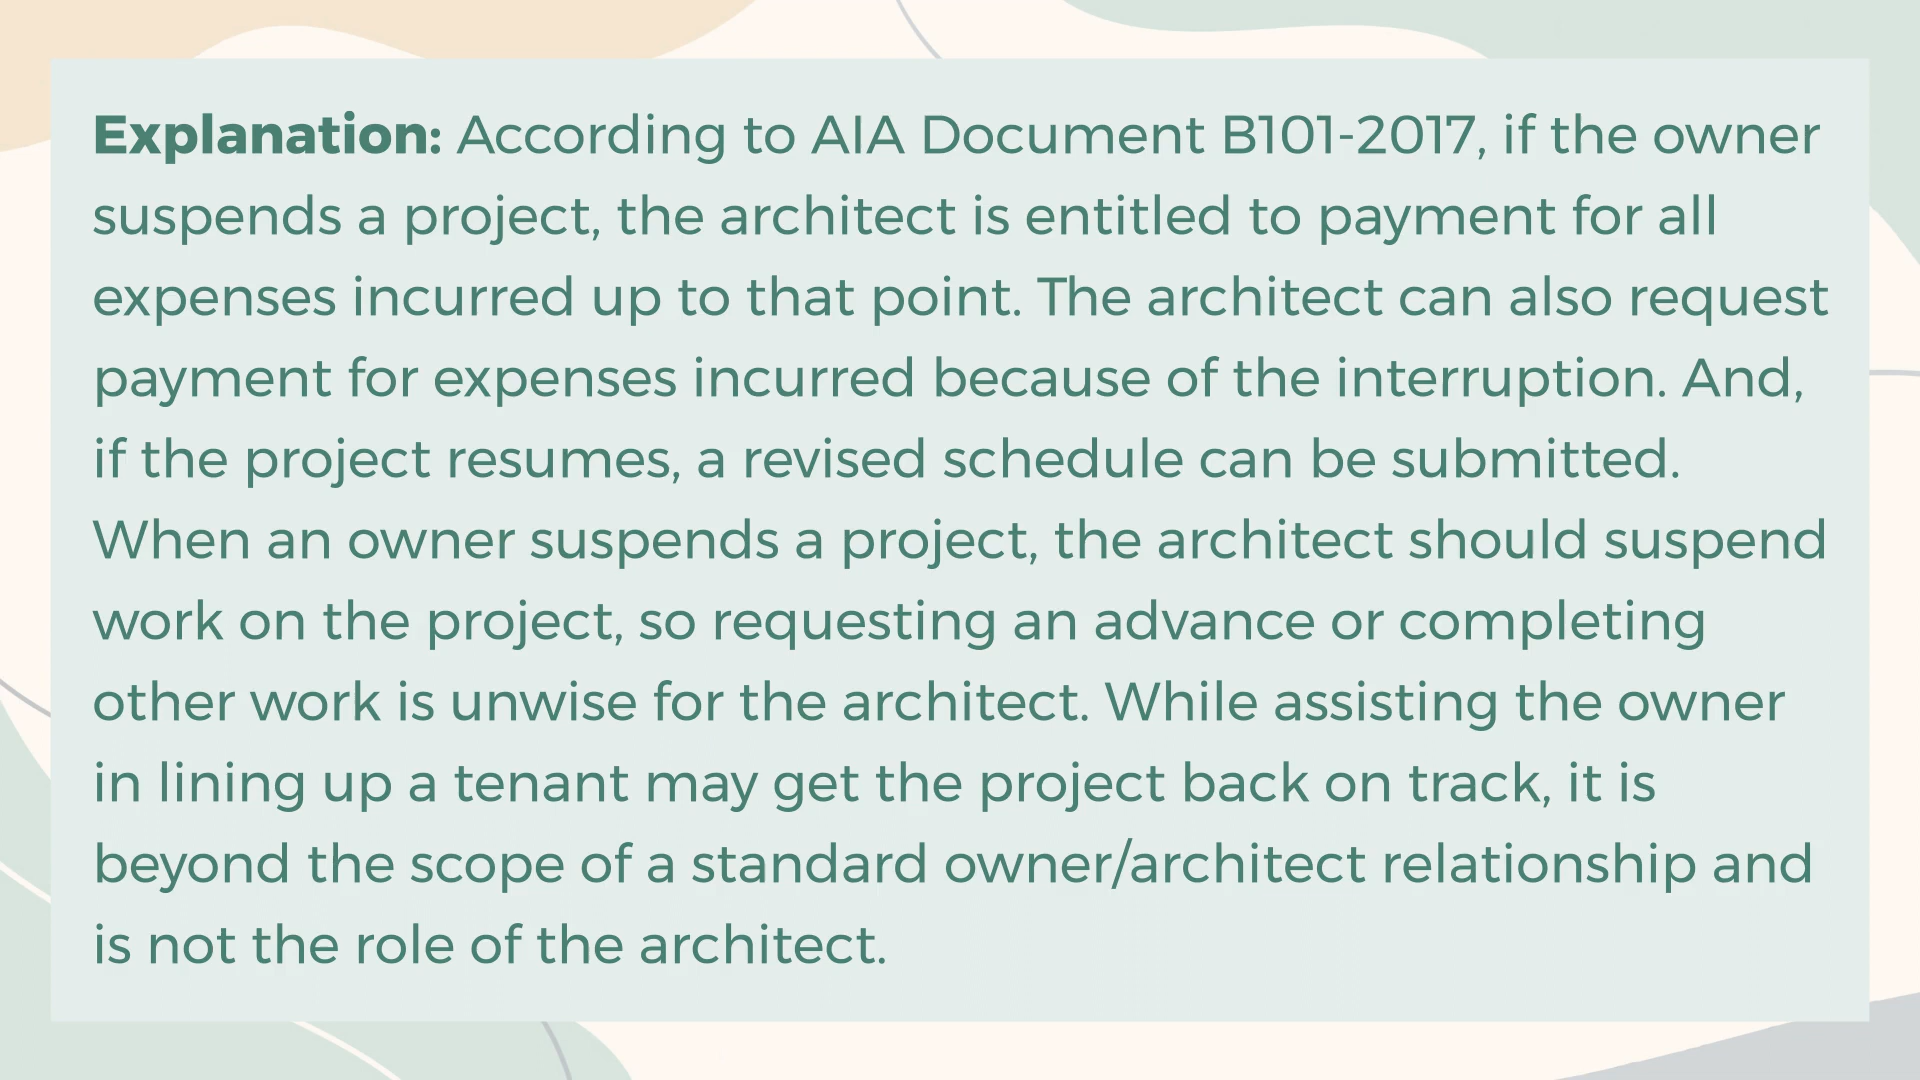 Explanation: According to AIA Document B101-2017, if the owner
suspends a project, the architect is entitled to payment for all
expenses incurred up to that point. The architect can also request
payment for expenses incurred because of the interruption. And,
if the project resumes, a revised schedule can be submitted.
When an owner suspends a project, the architect should suspend
work on the project, so requesting an advance or completing
other work is unwise for the architect. While assisting the owner
in lining up a tenant may get the project back on track, it is
beyond the scope of a standard owner/architect relationship and
is not the role of the architect.